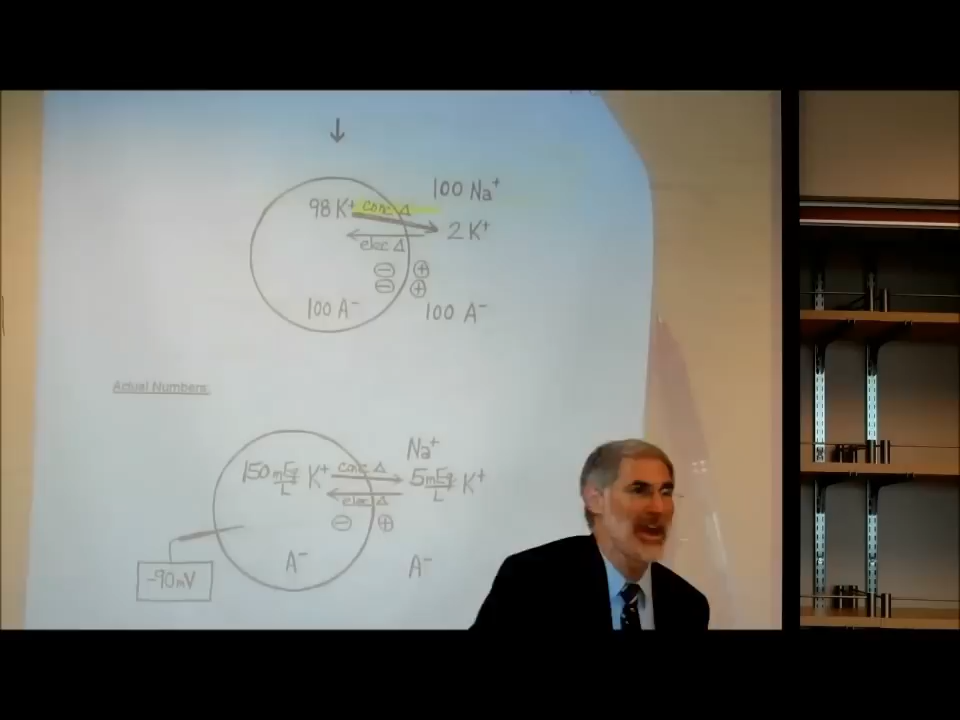 ↓
100 Na⁺
98 K⁺ conc Δ
2 K⁺
elec Δ
⊖ ⊕
⊖ ⊕
100 A⁻ 100 A⁻
Actual Numbers:
Na⁺
150 mEq/L K⁺ conc Δ 5 mEq/L K⁺
elec Δ
⊖ ⊕
A⁻ A⁻
-90mV